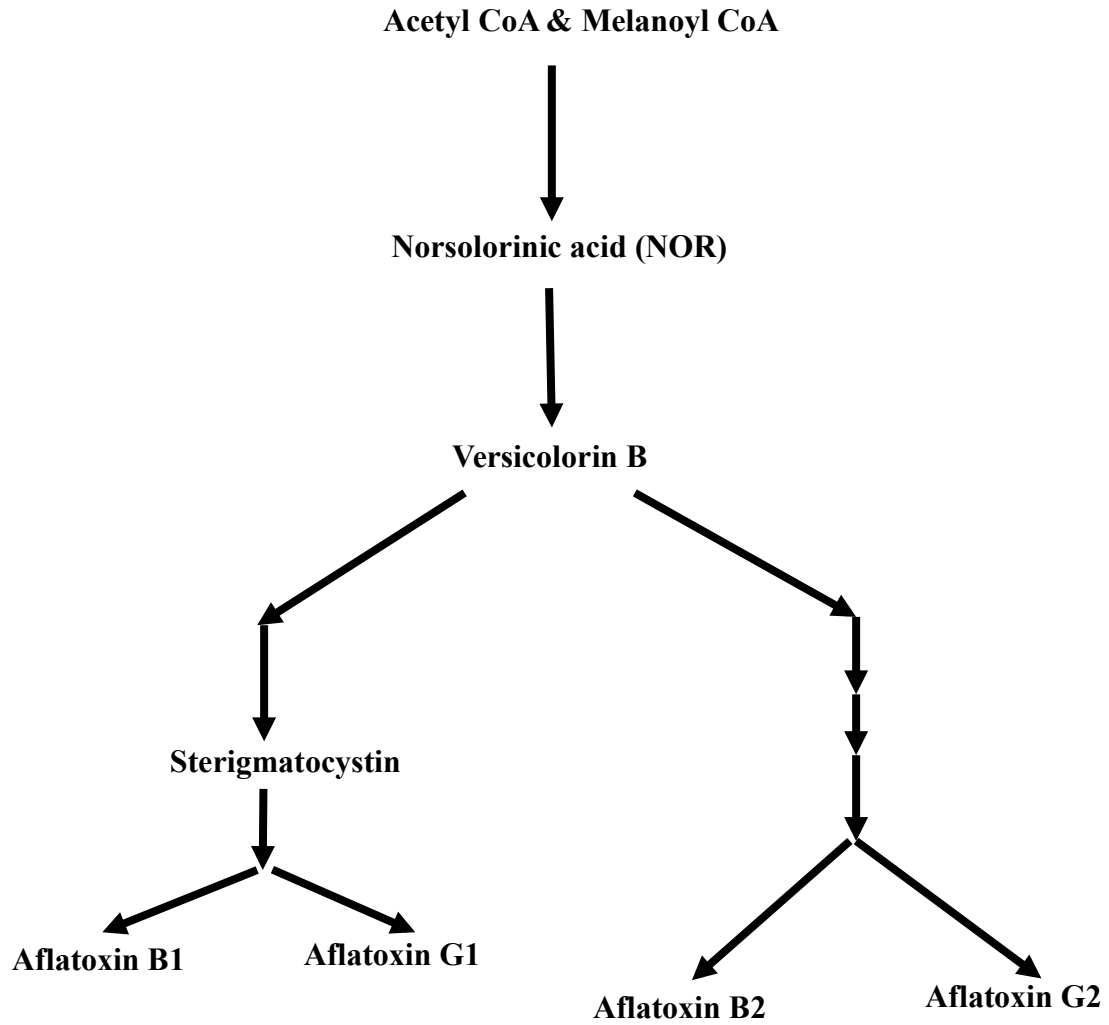 Acetyl CoA & Melanoyl CoA
Norsolorinic acid (NOR)
Versicolorin B
Sterigmatocystin
Aflatoxin B1
Aflatoxin G1
Aflatoxin B2
Aflatoxin G2